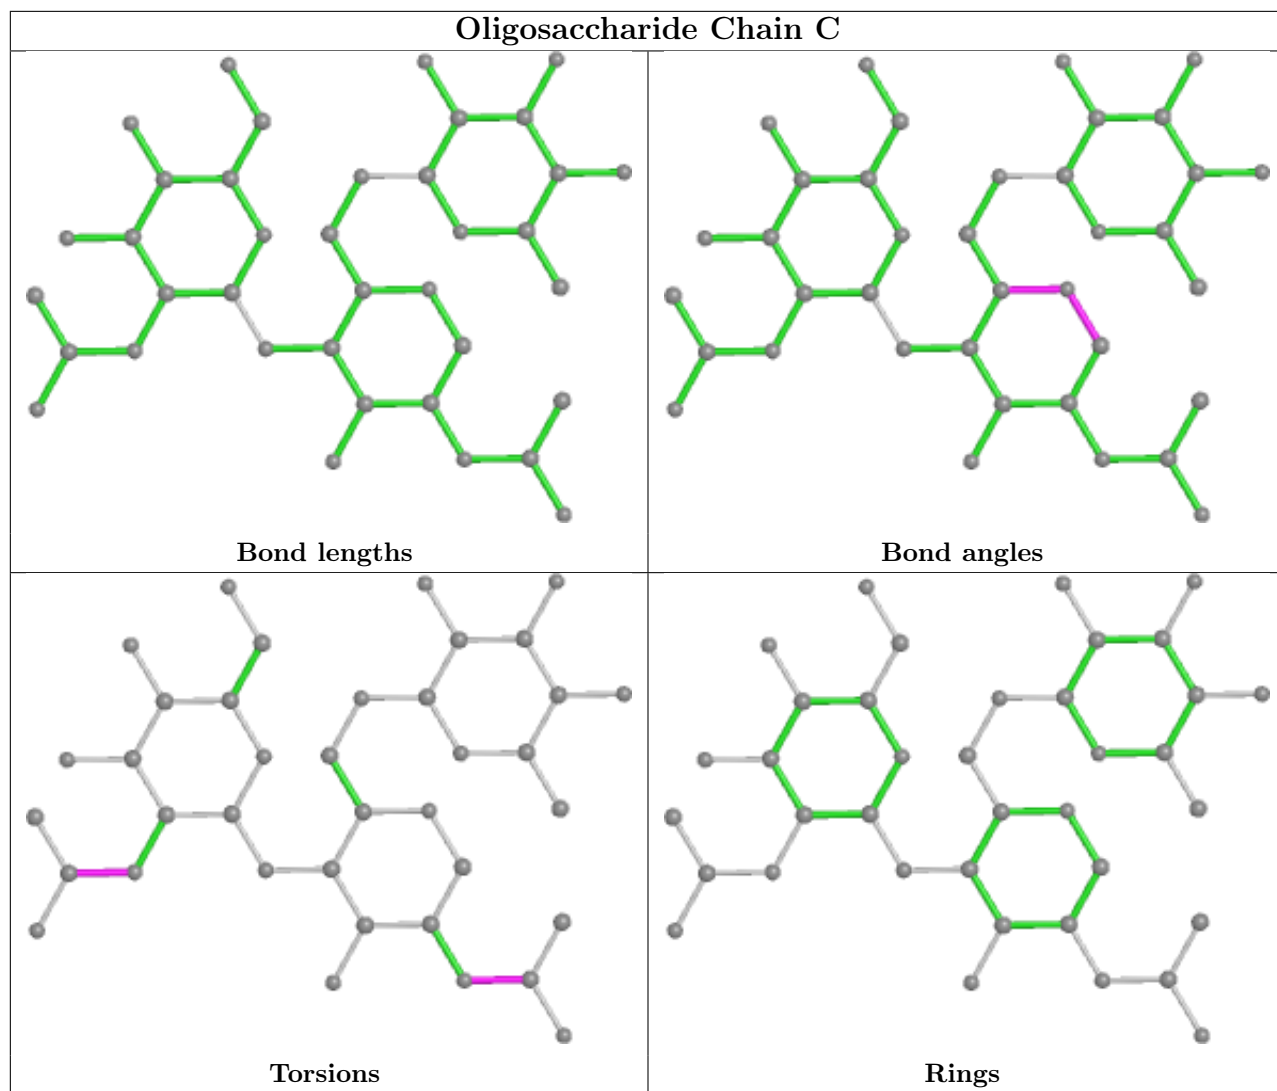 Oligosaccharide Chain C
Bond lengths
Bond angles
Torsions
Rings